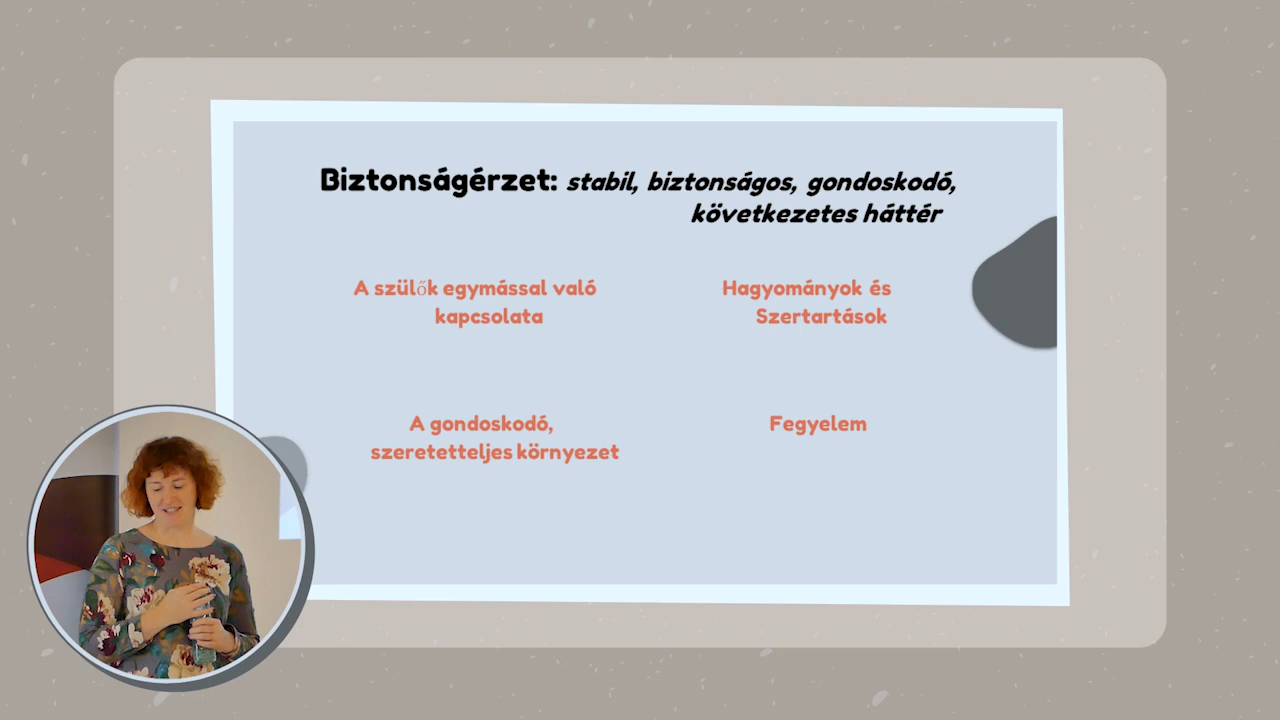 Biztonságérzet: stabil, biztonságos, gondoskodó,
következetes háttér
A szülők egymással való
kapcsolata
Hagyományok és
Szertartások
A gondoskodó,
szeretetteljes környezet
Fegyelem